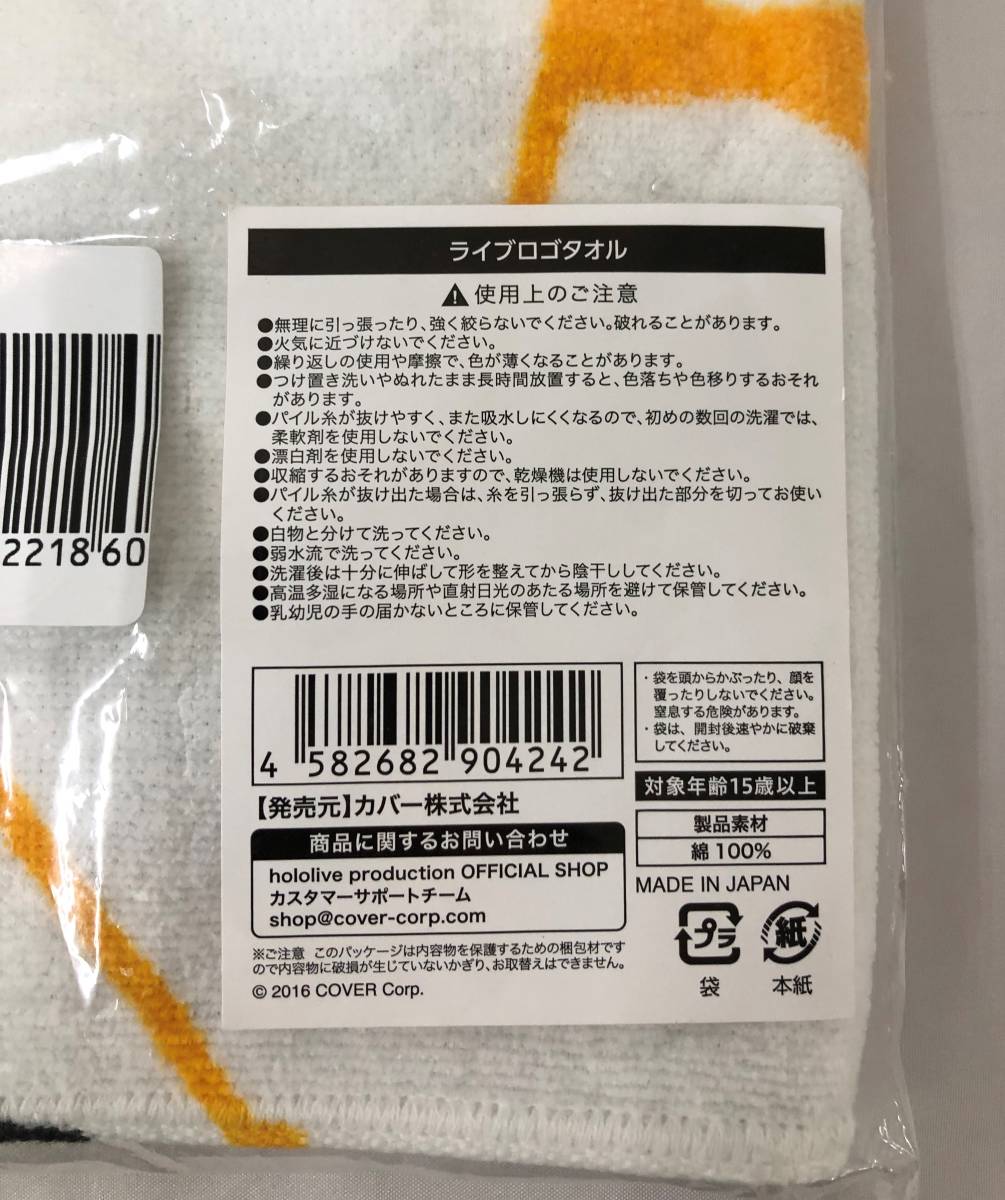 ライブロゴタオル
使用上のご注意
●無理に引っ張ったり、強く絞らないでください。破れることがあります。
●火気に近づけないでください。
●繰り返しの使用や摩擦で、色が薄くなることがあります。
●つけ置き洗いやぬれたまま長時間放置すると、色落ちや色移りするおそれ
があります。
●パイル糸が抜けやすく、また吸水しにくくなるので、初めの数回の洗濯では、
柔軟剤を使用しないでください。
●漂白剤を使用しないでください。
●収縮するおそれがありますので、乾燥機は使用しないでください。
●パイル糸が抜け出た場合は、糸を引っ張らず、抜け出た部分を切ってお使い
ください。
●白物と分けて洗ってください。
●弱水流で洗ってください。
●洗濯後は十分に伸ばして形を整えてから陰干ししてください。
●高温多湿になる場所や直射日光のあたる場所を避けて保管してください。
●乳幼児の手の届かないところに保管してください。
221860
4 582682 904242
・袋を頭からかぶったり、顔を
覆ったりしないでください。
窒息する危険があります。
・袋は、開封後速やかに破棄
してください。
【発売元】カバー株式会社
商品に関するお問い合わせ
hololive production OFFICIAL SHOP
カスタマーサポートチーム
shop@cover-corp.com
※ご注意 このパッケージは内容物を保護するための梱包材です
ので内容物に破損が生じていないかぎり、お取替えはできません。
© 2016 COVER Corp.
対象年齢15歳以上
製品素材
綿 100%
MADE IN JAPAN
プラ
紙
袋
本紙